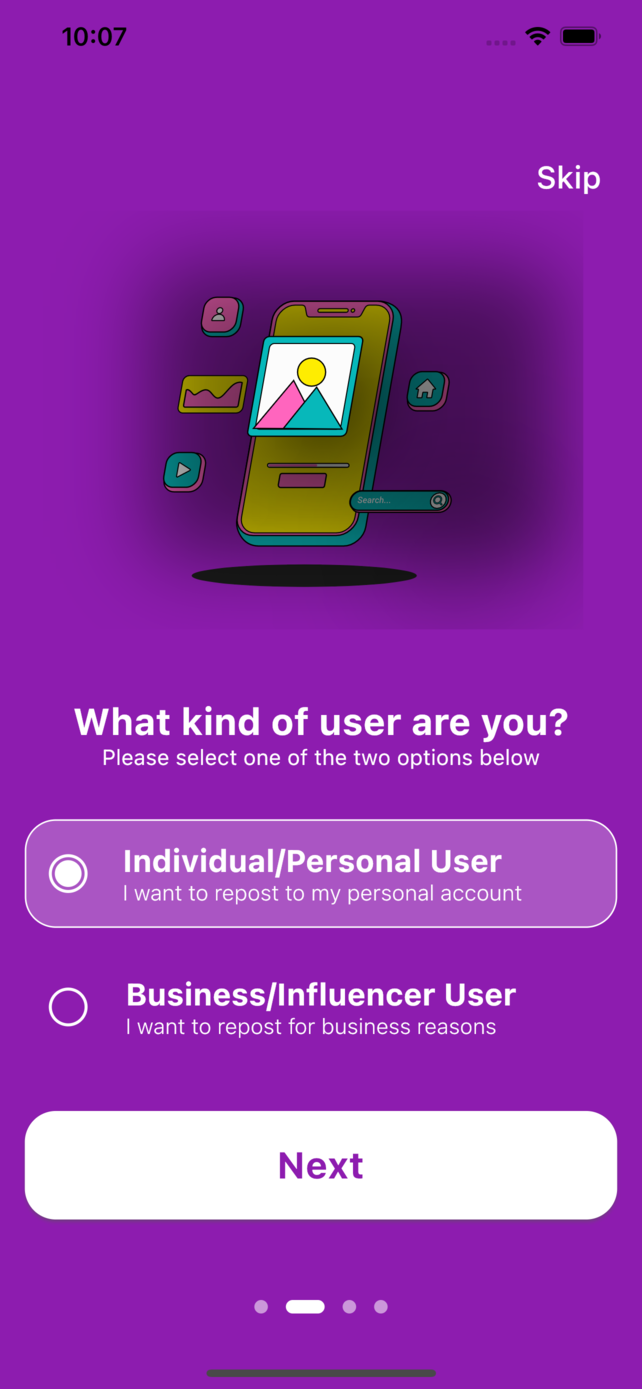 10:07
Skip
Search...
What kind of user are you?
Please select one of the two options below
Individual/Personal User
I want to repost to my personal account
Business/Influencer User
I want to repost for business reasons
Next